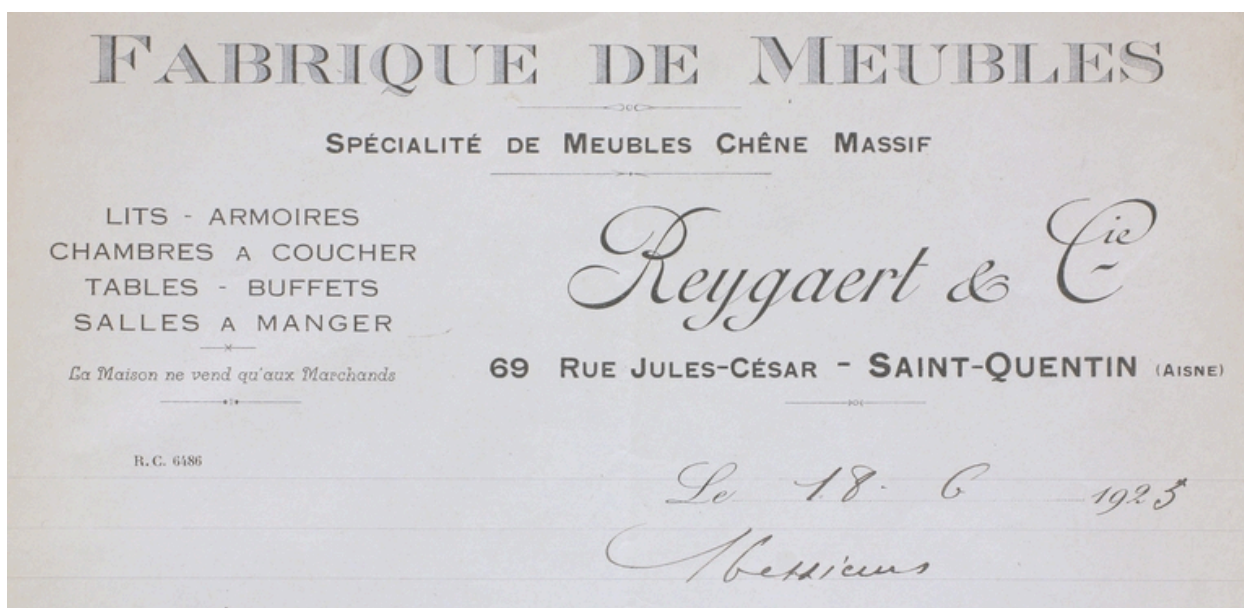 FABRIQUE DE MEUBLES
SPÉCIALITÉ DE MEUBLES CHÊNE MASSIF
LITS - ARMOIRES
CHAMBRES A COUCHER
TABLES - BUFFETS
SALLES A MANGER
La Maison ne vend qu'aux Marchands
R. C. 6486
Reygaert & Cie
69 RUE JULES-CÉSAR - SAINT-QUENTIN (AISNE)
Le 18. 6 1925
Messieurs